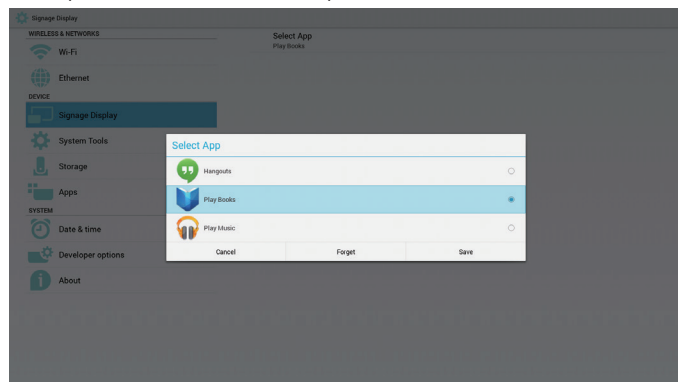 Signage Display
WIRELESS & NETWORKS
Wi-Fi
Ethernet
DEVICE
Signage Display
System Tools
Storage
Apps
SYSTEM
Date & time
Developer options
About
Select App
Play Books
Select App
Hangouts
Play Books
Play Music
Cancel Forget Save